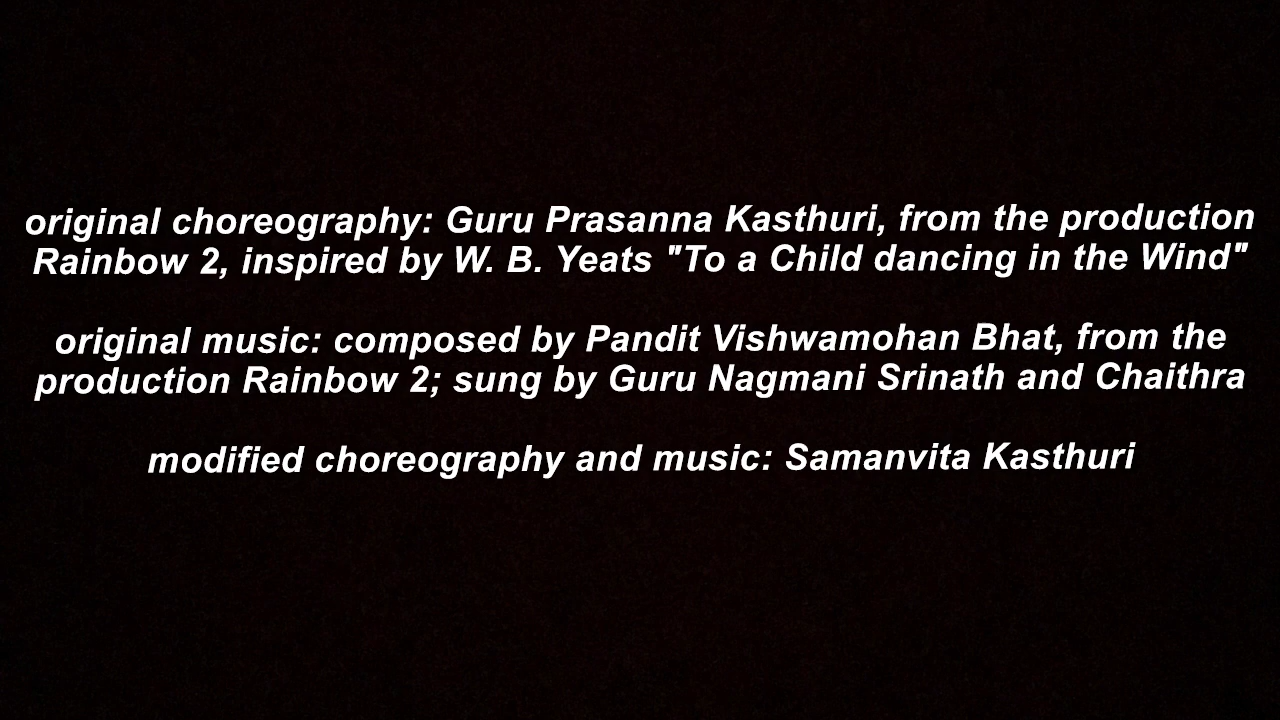 original choreography: Guru Prasanna Kasthuri, from the production
Rainbow 2, inspired by W. B. Yeats "To a Child dancing in the Wind"
original music: composed by Pandit Vishwamohan Bhat, from the
production Rainbow 2; sung by Guru Nagmani Srinath and Chaithra
modified choreography and music: Samanvita Kasthuri